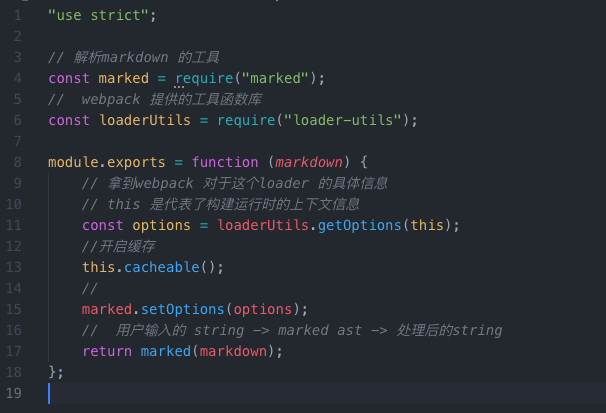 1 "use strict";
2
3 // 解析markdown 的工具
4 const marked = require("marked");
5 //  webpack 提供的工具函数库
6 const loaderUtils = require("loader-utils");
7
8 module.exports = function (markdown) {
9     // 拿到webpack 对于这个loader 的具体信息
10     // this 是代表了构建运行时的上下文信息
11     const options = loaderUtils.getOptions(this);
12     //开启缓存
13     this.cacheable();
14     //
15     marked.setOptions(options);
16     //  用户输入的 string -> marked ast -> 处理后的string
17     return marked(markdown);
18 };
19